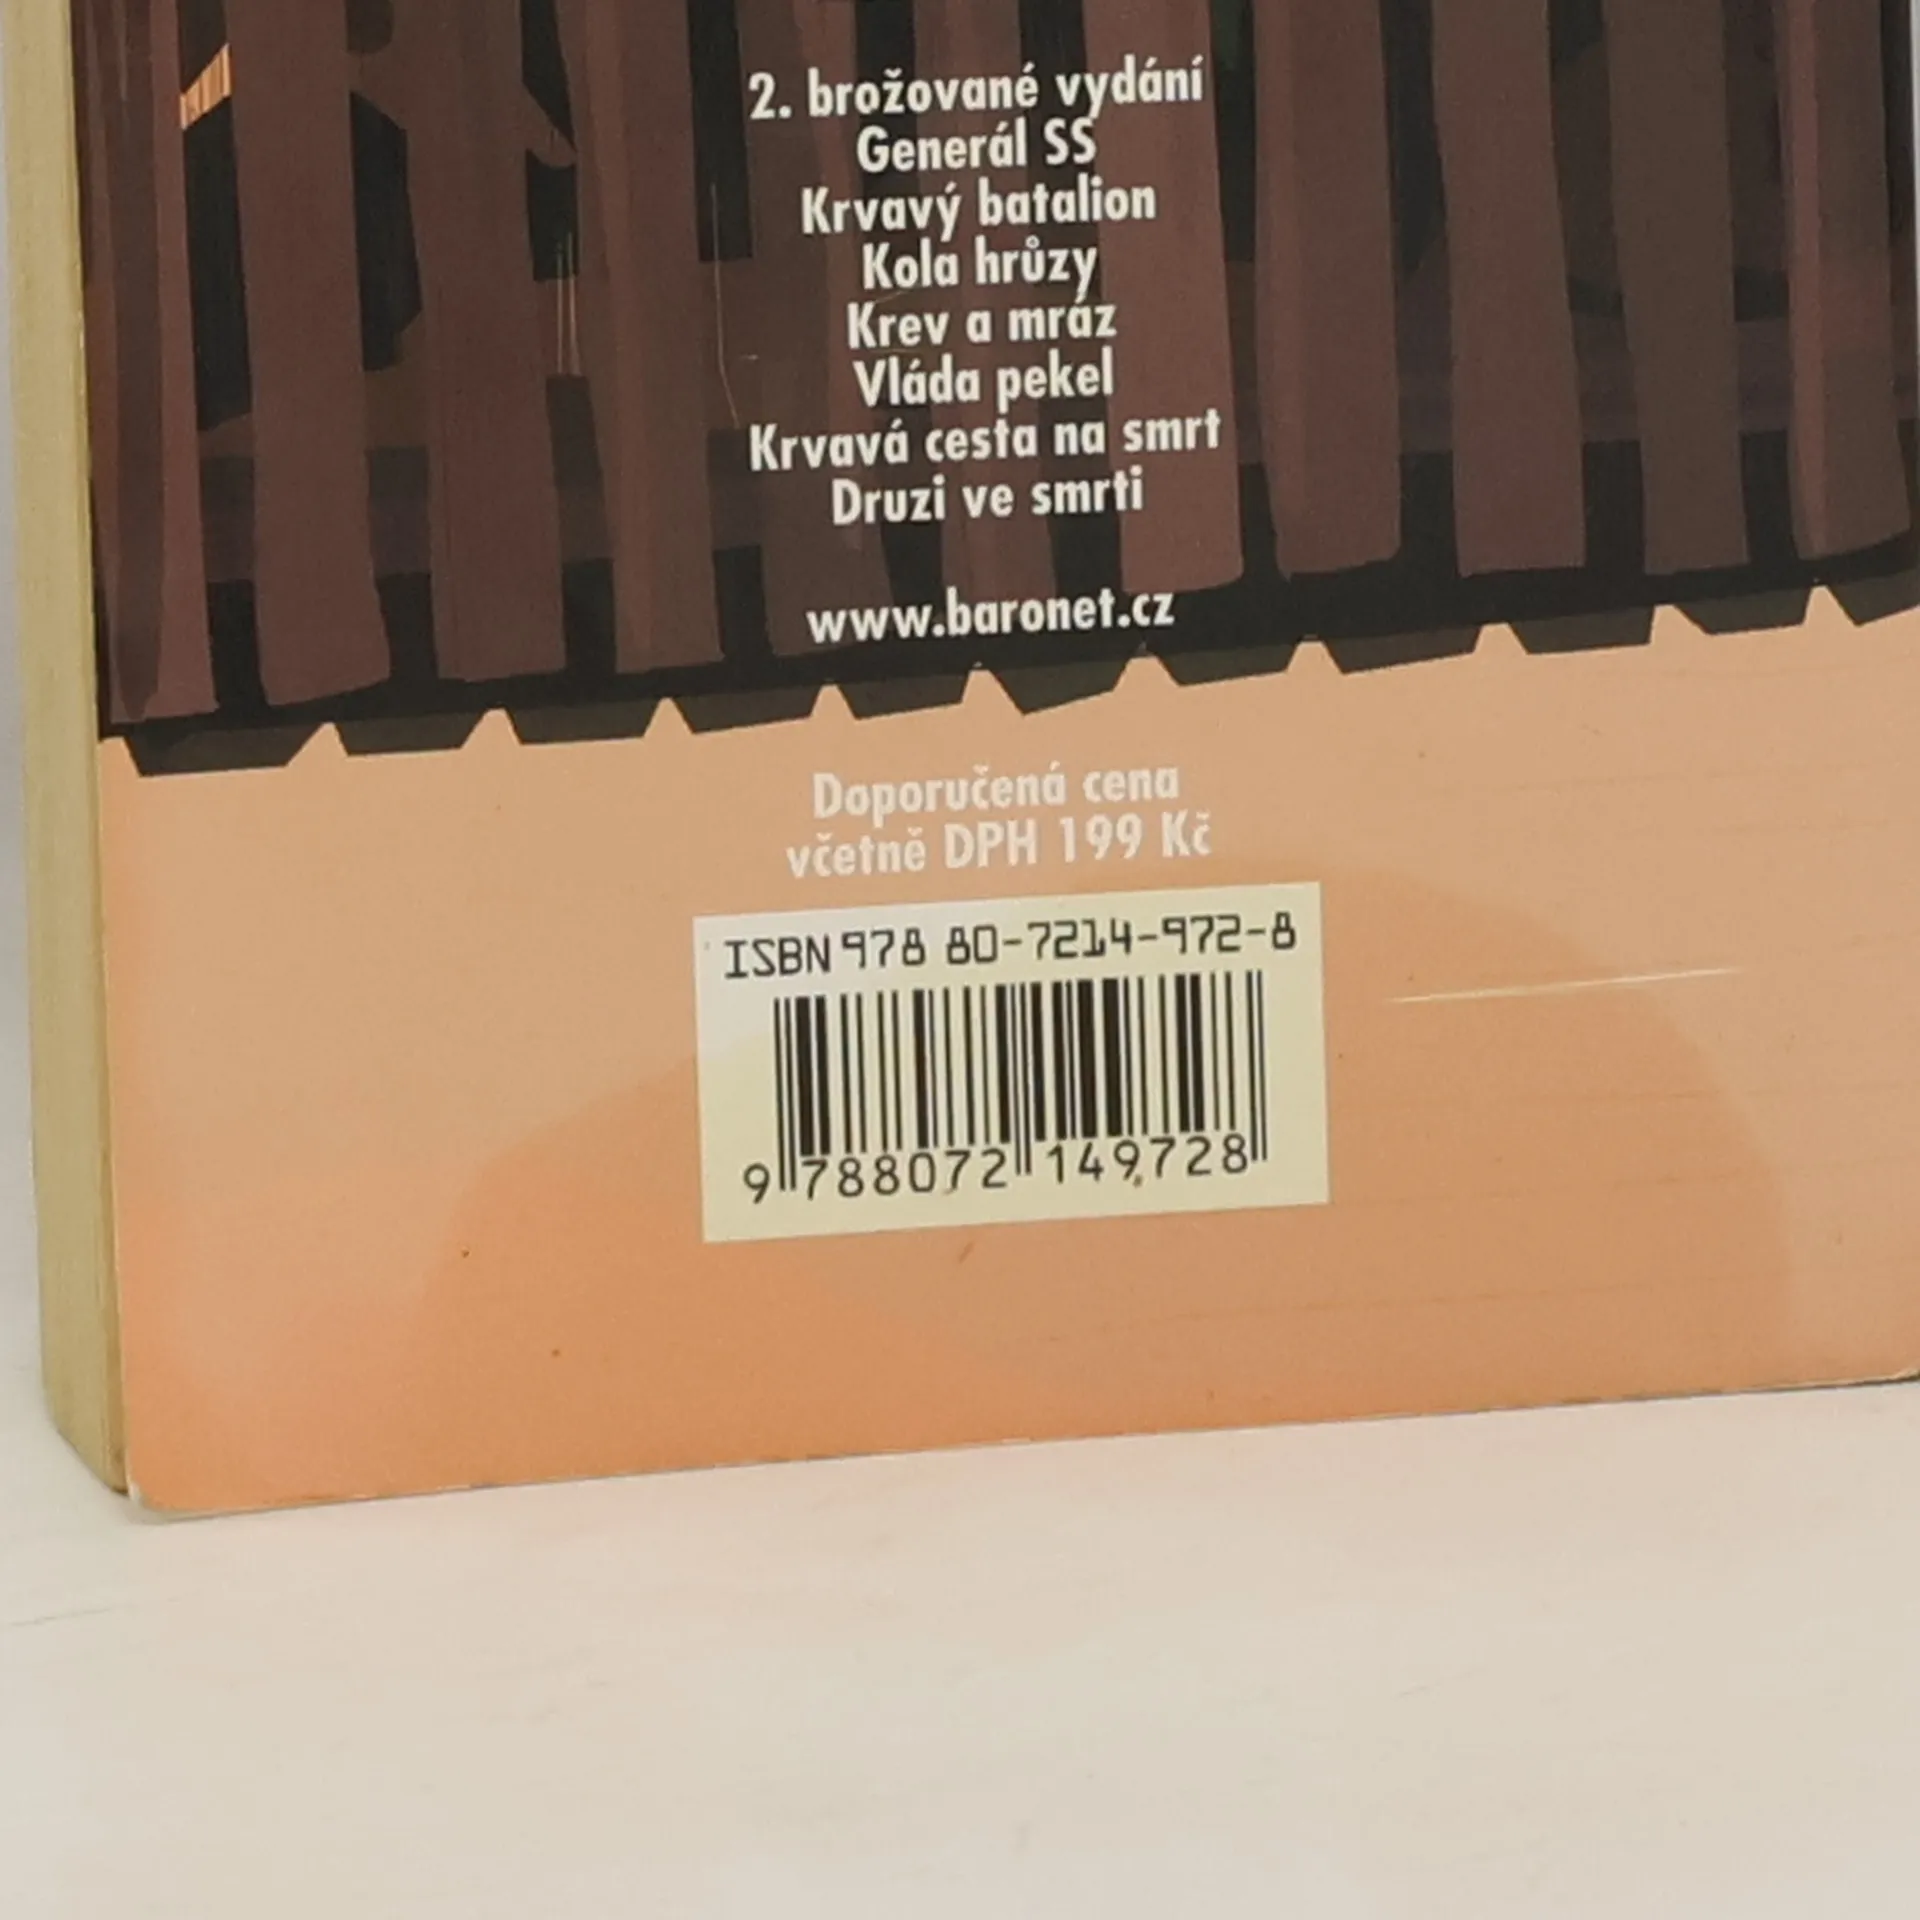 2. brožované vydání
Generál SS
Krvavý batalion
Kola hrůzy
Krev a mráz
Vláda pekel
Krvavá cesta na smrt
Druzi ve smrti
www.baronet.cz
Doporučená cena
včetně DPH 199 Kč
ISBN 978 80-7214-972-8
9 788072 149728